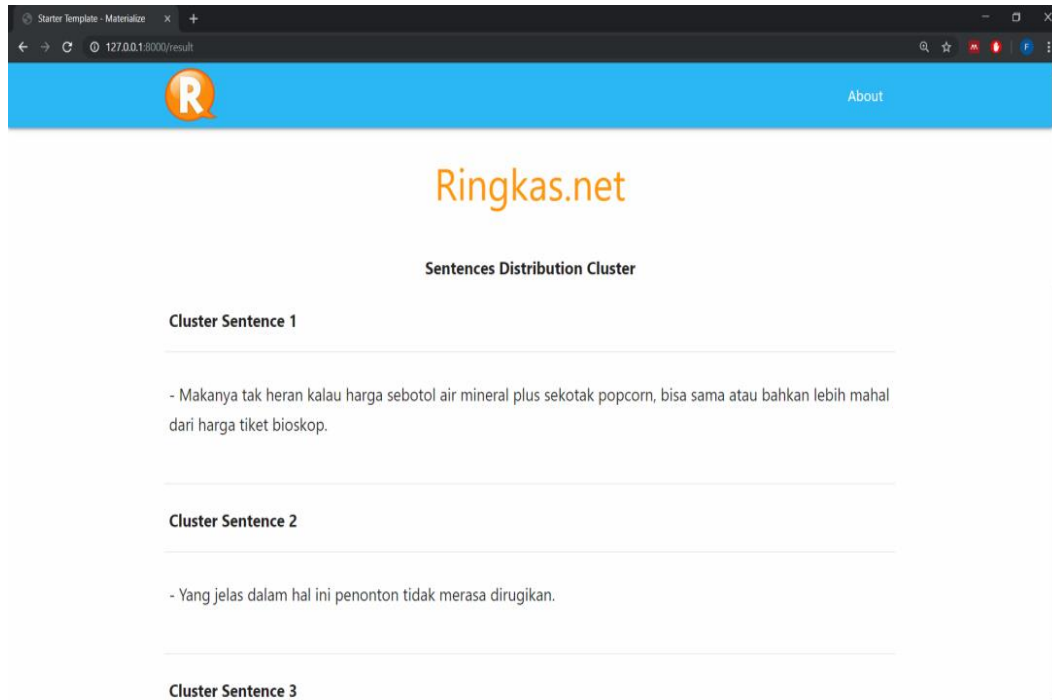 Starter Template - Materialize
127.0.0.1:8000/result
F
R
About
Ringkas.net
Sentences Distribution Cluster
Cluster Sentence 1
- Makanya tak heran kalau harga sebotol air mineral plus sekotak popcorn, bisa sama atau bahkan lebih mahal
dari harga tiket bioskop.
Cluster Sentence 2
- Yang jelas dalam hal ini penonton tidak merasa dirugikan.
Cluster Sentence 3